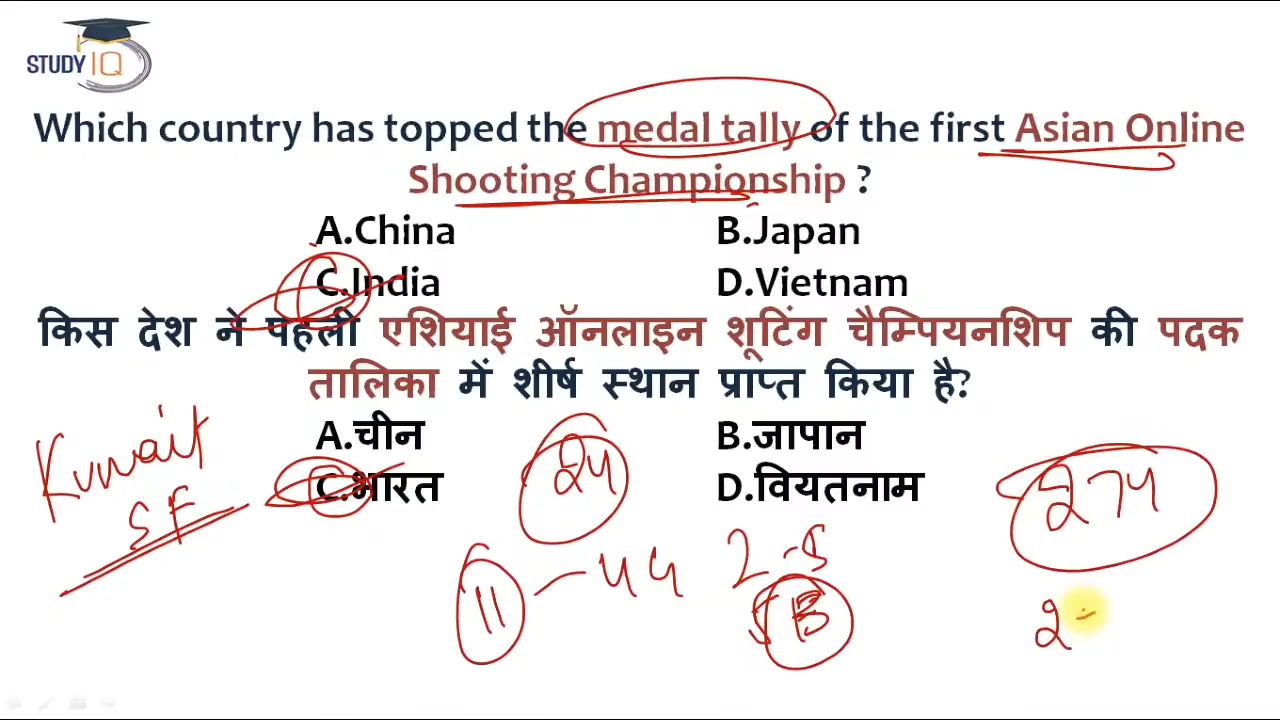 STUDY IQ
Which country has topped the medal tally of the first Asian Online
Shooting Championship ?
A.China B.Japan
C.India D.Vietnam
किस देश ने पहली एशियाई ऑनलाइन शूटिंग चैम्पियनशिप की पदक
तालिका में शीर्ष स्थान प्राप्त किया है?
A.चीन B.जापान
C.भारत D.वियतनाम
Kuwait
SF
24
274
11 - 44
2 - S
5 B
2 -